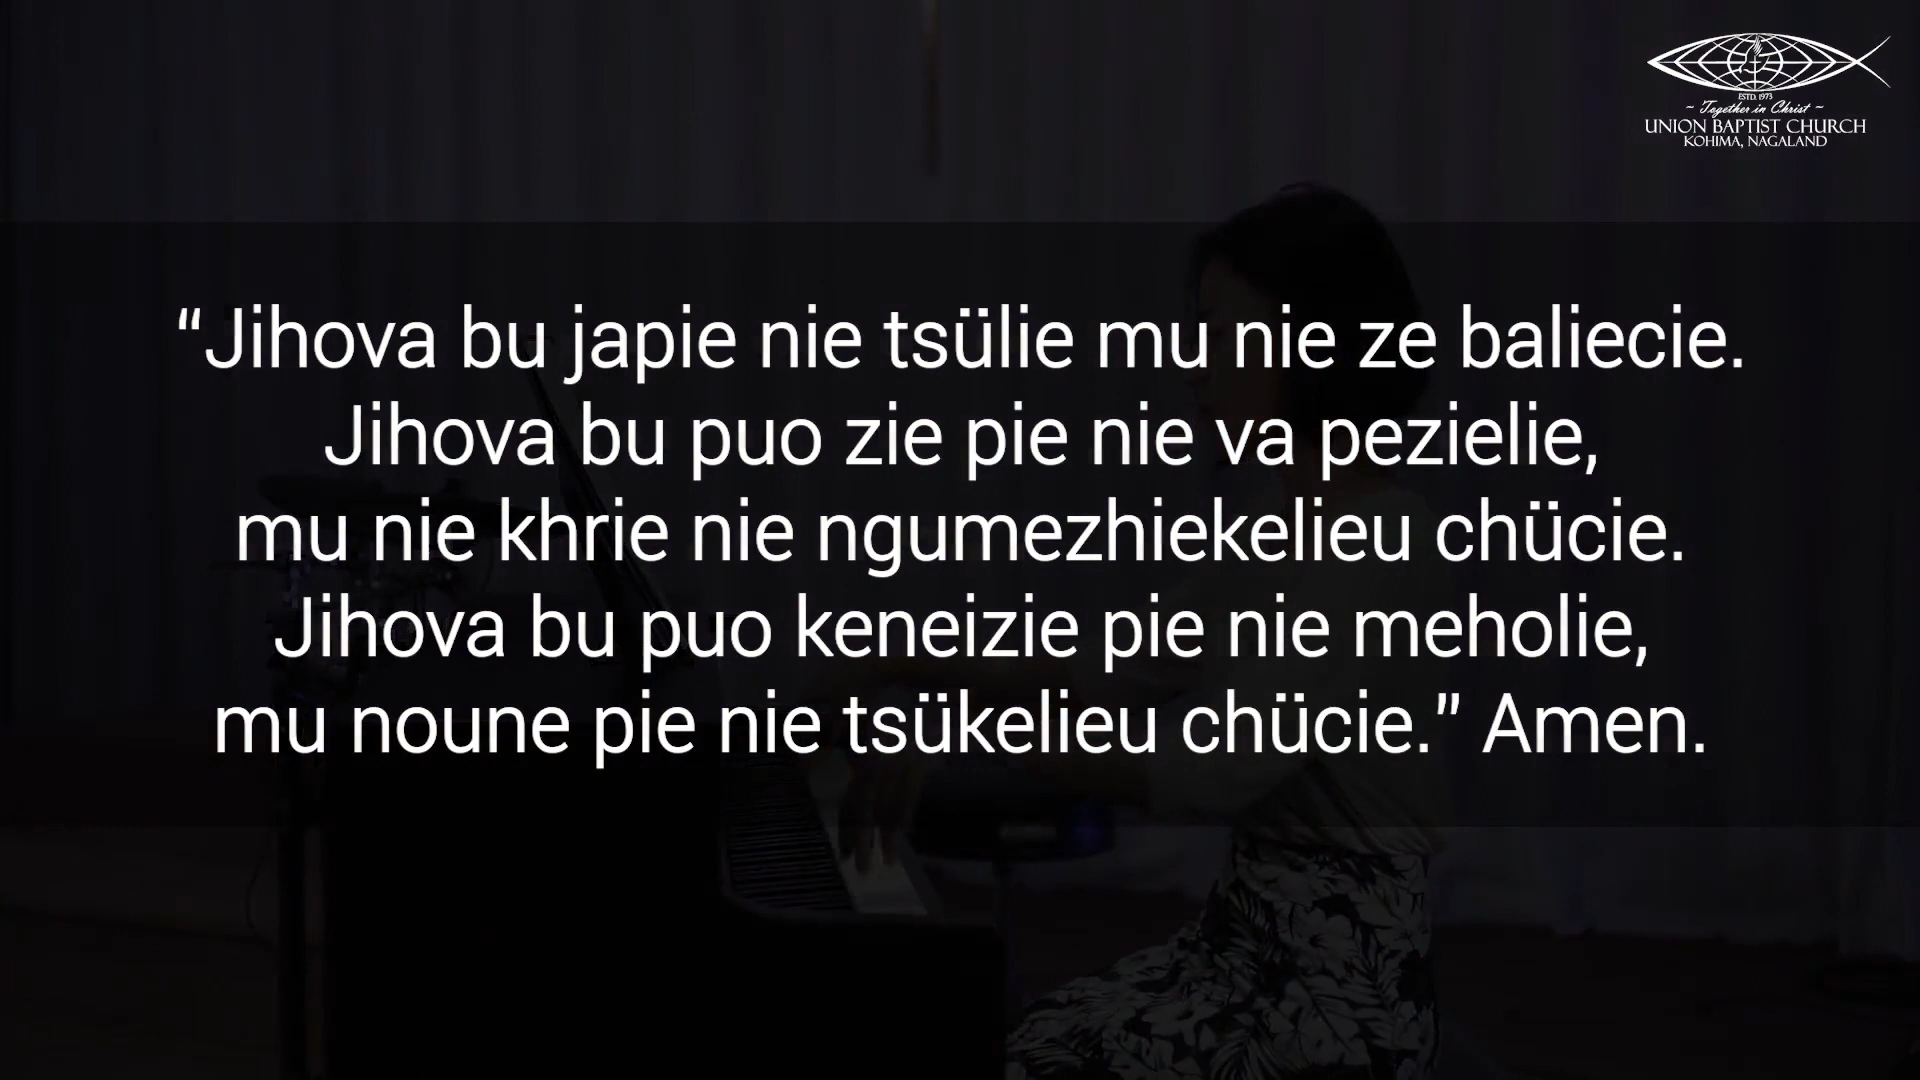 ESTD. 1973
~ Together in Christ ~
UNION BAPTIST CHURCH
KOHIMA, NAGALAND
“Jihova bu japie nie tsülie mu nie ze baliecie.
Jihova bu puo zie pie nie va pezielie,
mu nie khrie nie ngumezhiekelieu chücie.
Jihova bu puo keneizie pie nie meholie,
mu noune pie nie tsükelieu chücie.” Amen.